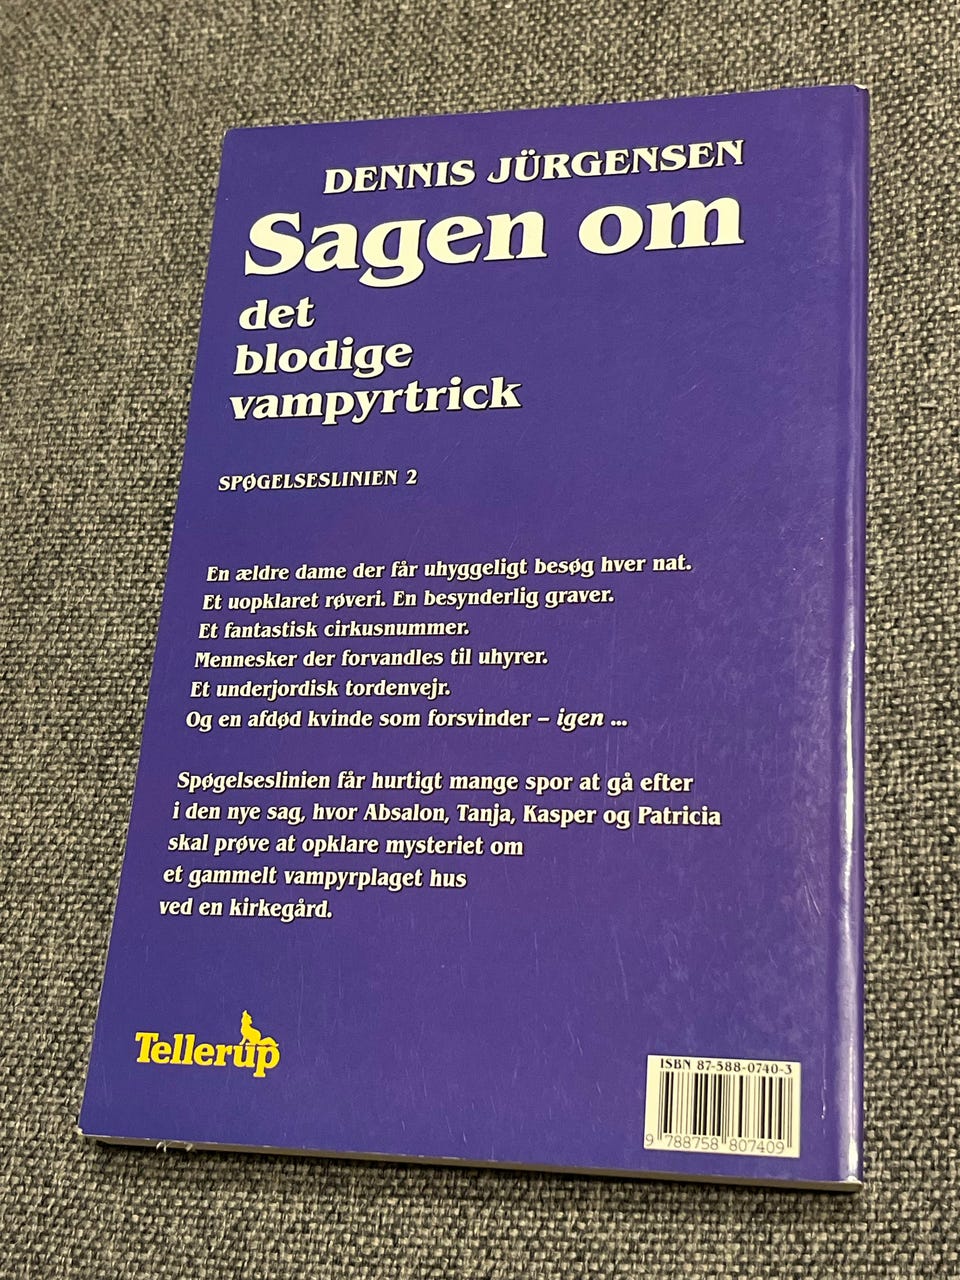 DENNIS JÜRGENSEN
Sagen om
det
blodige
vampyrtrick
SPØGELSESLINIEN 2
En ældre dame der får uhyggeligt besøg hver nat.
Et uopklaret røveri. En besynderlig graver.
Et fantastisk cirkusnummer.
Mennesker der forvandles til uhyrer.
Et underjordisk tordenvejr.
Og en afdød kvinde som forsvinder – igen ...
Spøgelseslinien får hurtigt mange spor at gå efter
i den nye sag, hvor Absalon, Tanja, Kasper og Patricia
skal prøve at opklare mysteriet om
et gammelt vampyrplaget hus
ved en kirkegård.
Tellerup
ISBN 87-588-0740-3
9 788758 807409